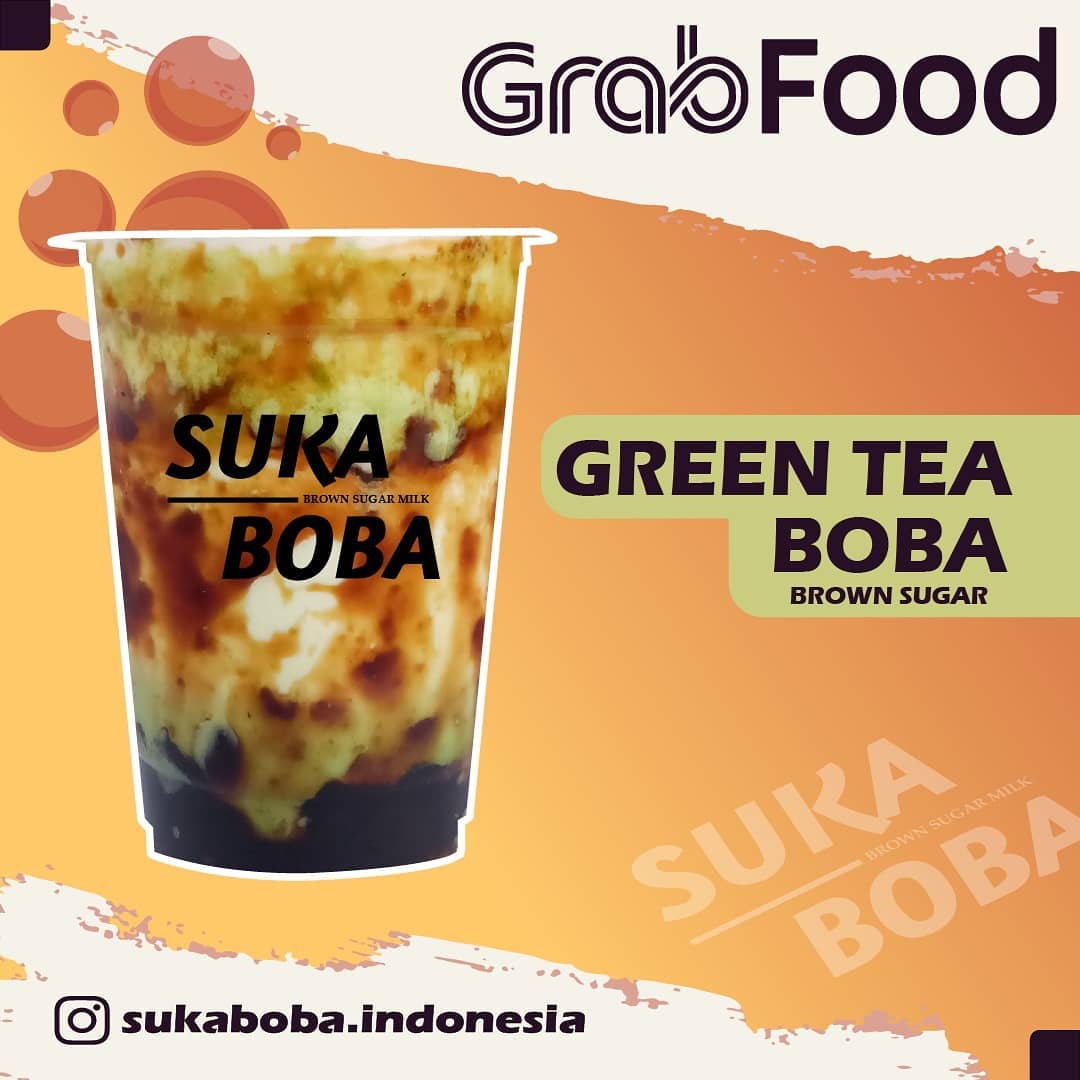 GrabFood
SUKA
BROWN SUGAR MILK
BOBA
GREEN TEA
BOBA
BROWN SUGAR
SUKA
BROWN SUGAR MILK
BOBA
sukaboba.indonesia